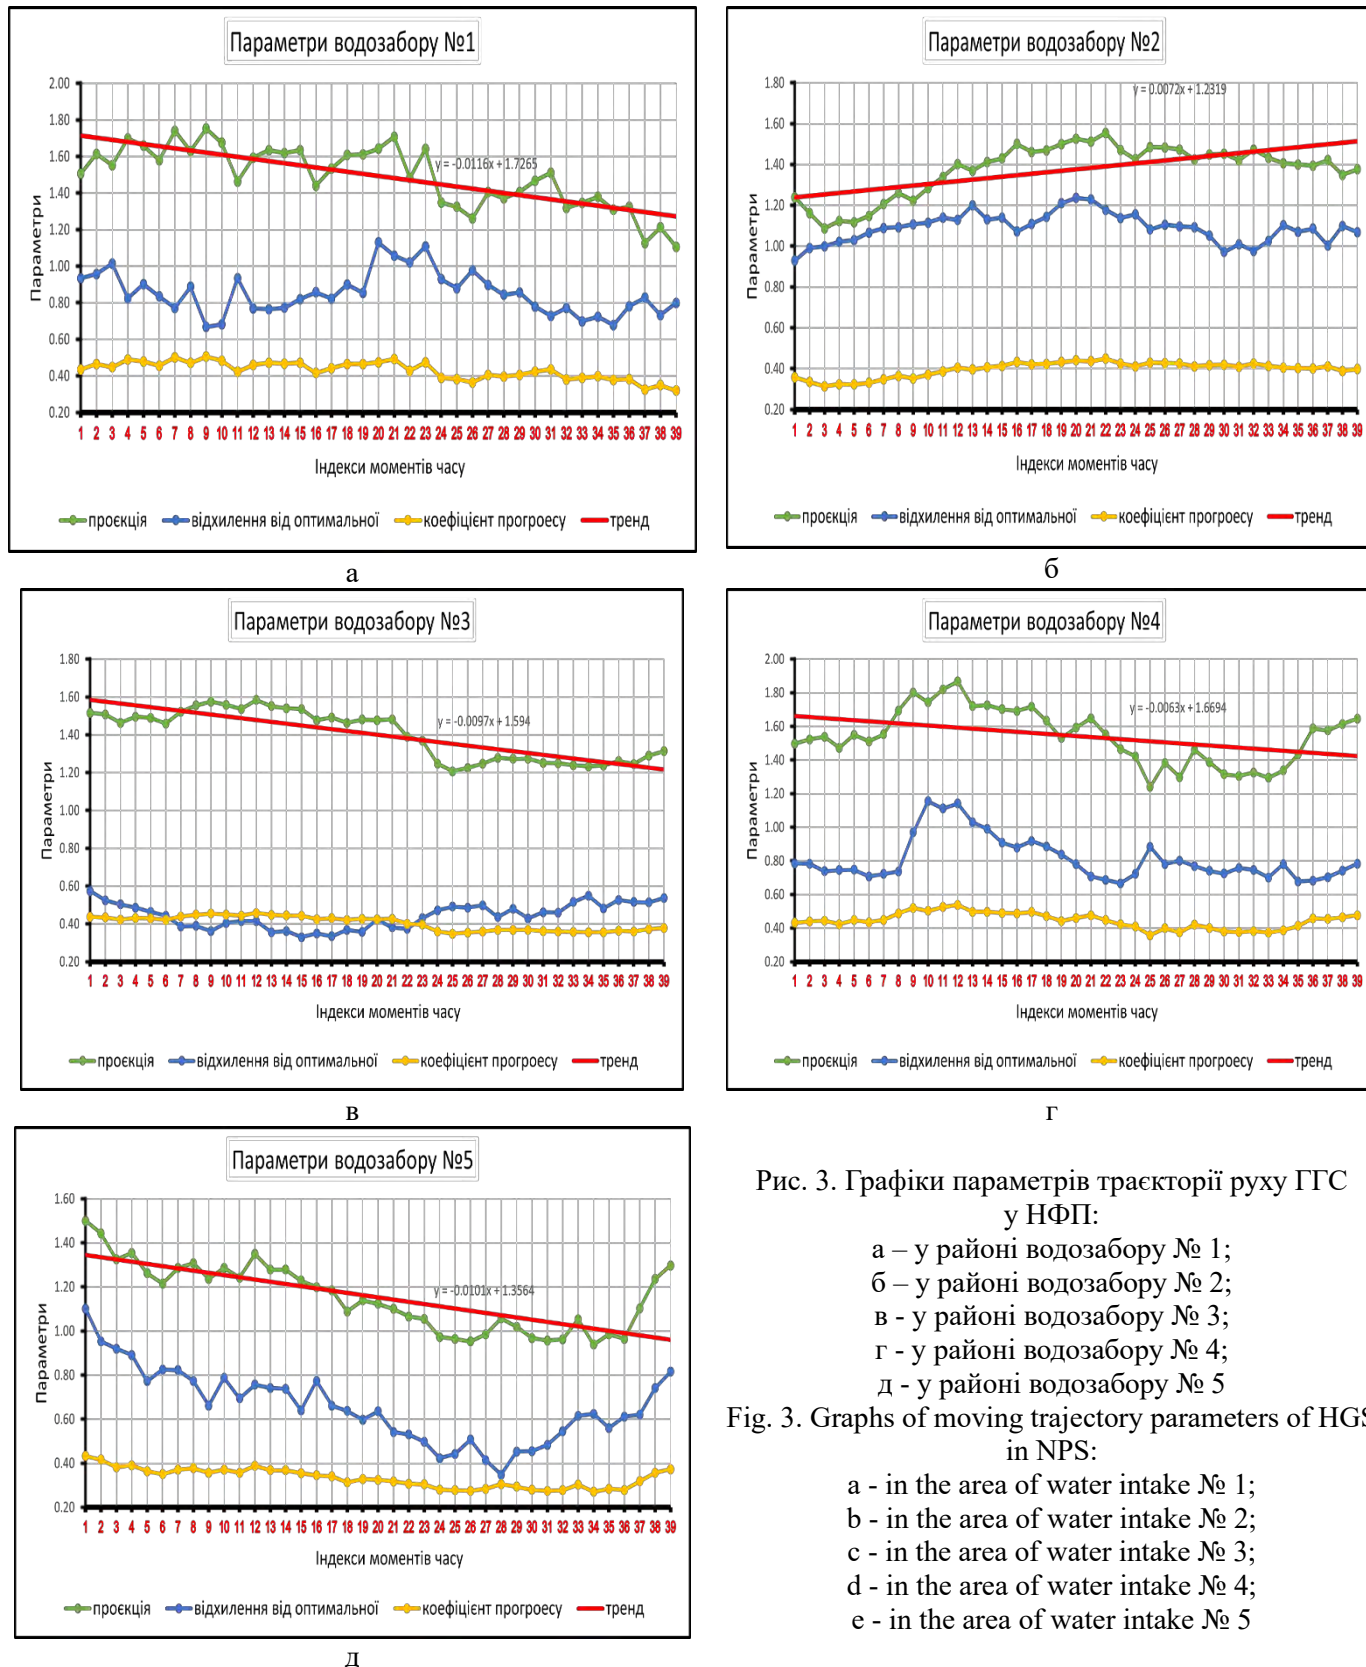 Параметри водозабору №1
2.00
1.80
1.60
1.40
1.20
1.00
0.80
0.60
0.40
0.20
Параметри
y = -0.0116x + 1.7265
1 2 3 4 5 6 7 8 9 10 11 12 13 14 15 16 17 18 19 20 21 22 23 24 25 26 27 28 29 30 31 32 33 34 35 36 37 38 39
Індекси моментів часу
проєкція відхилення від оптимальної коефіцієнт прогроесу тренд
а
Параметри водозабору №2
1.80
1.60
1.40
1.20
1.00
0.80
0.60
0.40
0.20
Параметри
y = 0.0072x + 1.2319
1 2 3 4 5 6 7 8 9 10 11 12 13 14 15 16 17 18 19 20 21 22 23 24 25 26 27 28 29 30 31 32 33 34 35 36 37 38 39
Індекси моментів часу
проєкція відхилення від оптимальної коефіцієнт прогроесу тренд
б
Параметри водозабору №3
1.80
1.60
1.40
1.20
1.00
0.80
0.60
0.40
0.20
Параметри
y = -0.0097x + 1.594
1 2 3 4 5 6 7 8 9 10 11 12 13 14 15 16 17 18 19 20 21 22 23 24 25 26 27 28 29 30 31 32 33 34 35 36 37 38 39
Індекси моментів часу
проєкція відхилення від оптимальної коефіцієнт прогроесу тренд
в
Параметри водозабору №4
2.00
1.80
1.60
1.40
1.20
1.00
0.80
0.60
0.40
0.20
Параметри
y = -0.0063x + 1.6694
1 2 3 4 5 6 7 8 9 10 11 12 13 14 15 16 17 18 19 20 21 22 23 24 25 26 27 28 29 30 31 32 33 34 35 36 37 38 39
Індекси моментів часу
проєкція відхилення від оптимальної коефіцієнт прогроесу тренд
г
Параметри водозабору №5
1.60
1.40
1.20
1.00
0.80
0.60
0.40
0.20
Параметри
y = -0.0101x + 1.3564
1 2 3 4 5 6 7 8 9 10 11 12 13 14 15 16 17 18 19 20 21 22 23 24 25 26 27 28 29 30 31 32 33 34 35 36 37 38 39
Індекси моментів часу
проєкція відхилення від оптимальної коефіцієнт прогроесу тренд
д
Рис. 3. Графіки параметрів траєкторії руху ГГС
у НФП:
а – у районі водозабору № 1;
б – у районі водозабору № 2;
в - у районі водозабору № 3;
г - у районі водозабору № 4;
д - у районі водозабору № 5
Fig. 3. Graphs of moving trajectory parameters of HGS
in NPS:
a - in the area of water intake № 1;
b - in the area of water intake № 2;
c - in the area of water intake № 3;
d - in the area of water intake № 4;
e - in the area of water intake № 5